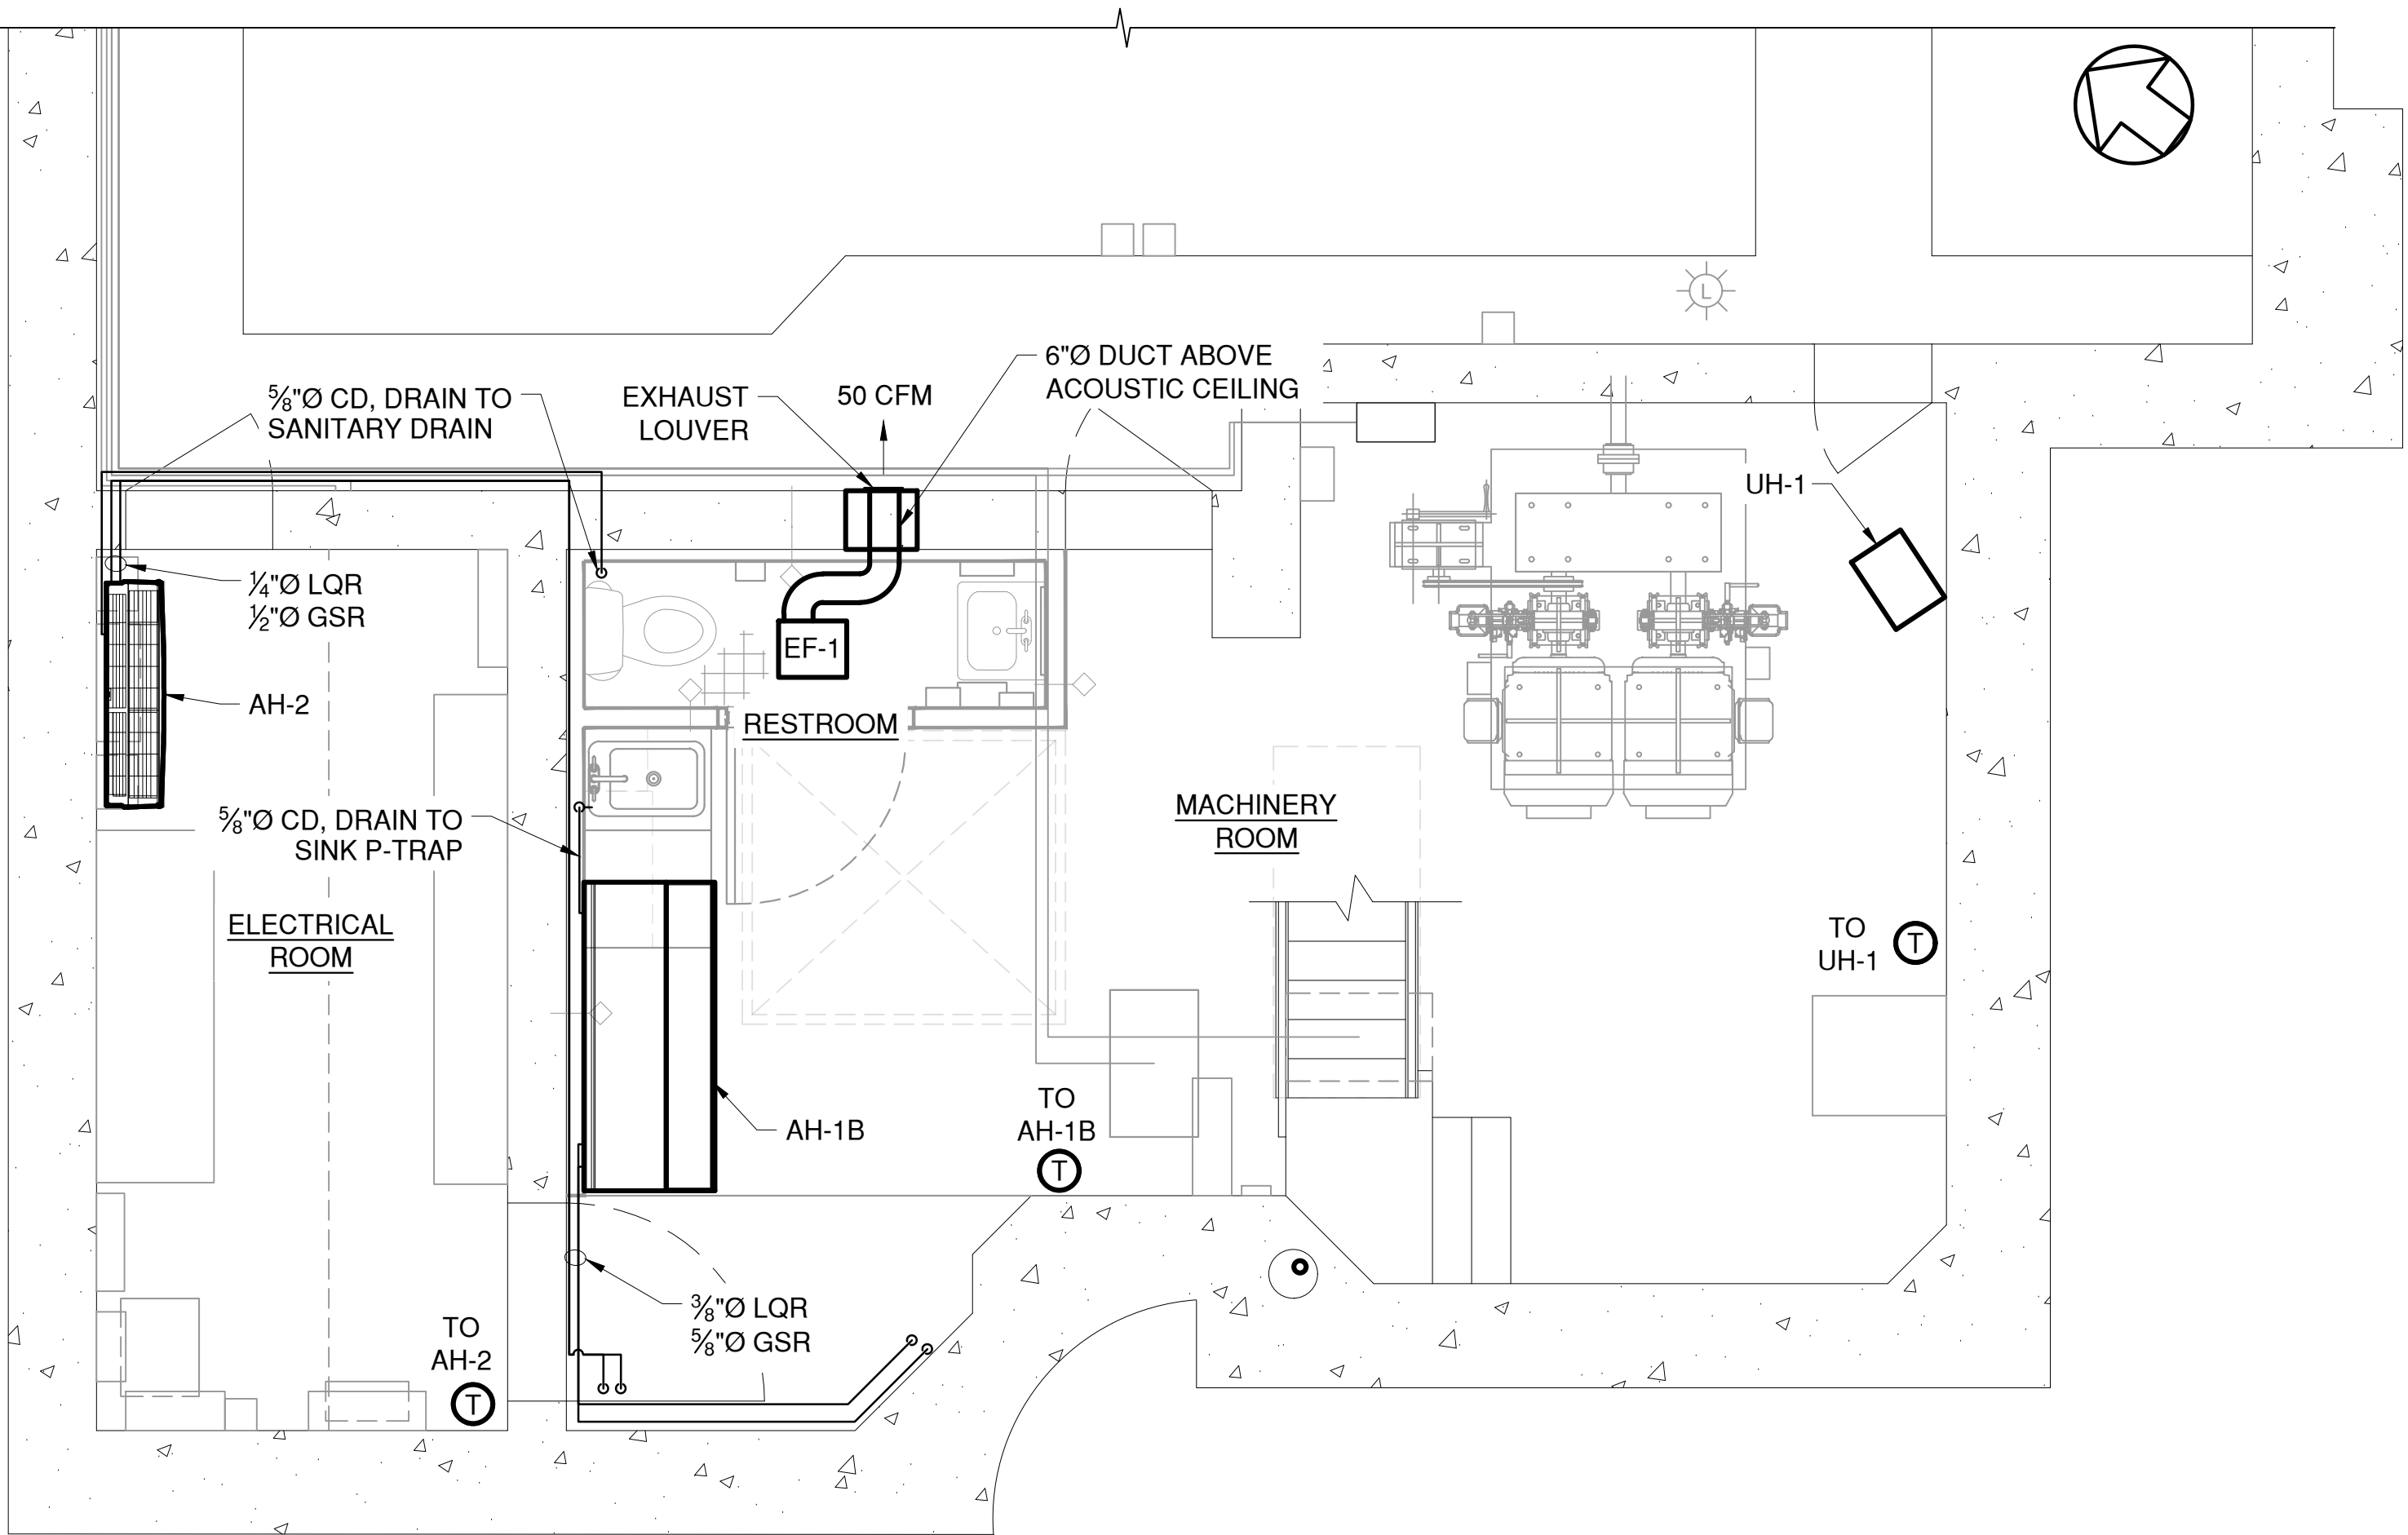 L
6"Ø DUCT ABOVE
ACOUSTIC CEILING
⅝"Ø CD, DRAIN TO
SANITARY DRAIN
EXHAUST
LOUVER
50 CFM
UH-1
¼"Ø LQR
½"Ø GSR
EF-1
AH-2
RESTROOM
⅝"Ø CD, DRAIN TO
SINK P-TRAP
MACHINERY
ROOM
ELECTRICAL
ROOM
TO
UH-1
T
AH-1B
TO
AH-1B
T
⅜"Ø LQR
⅝"Ø GSR
TO
AH-2
T